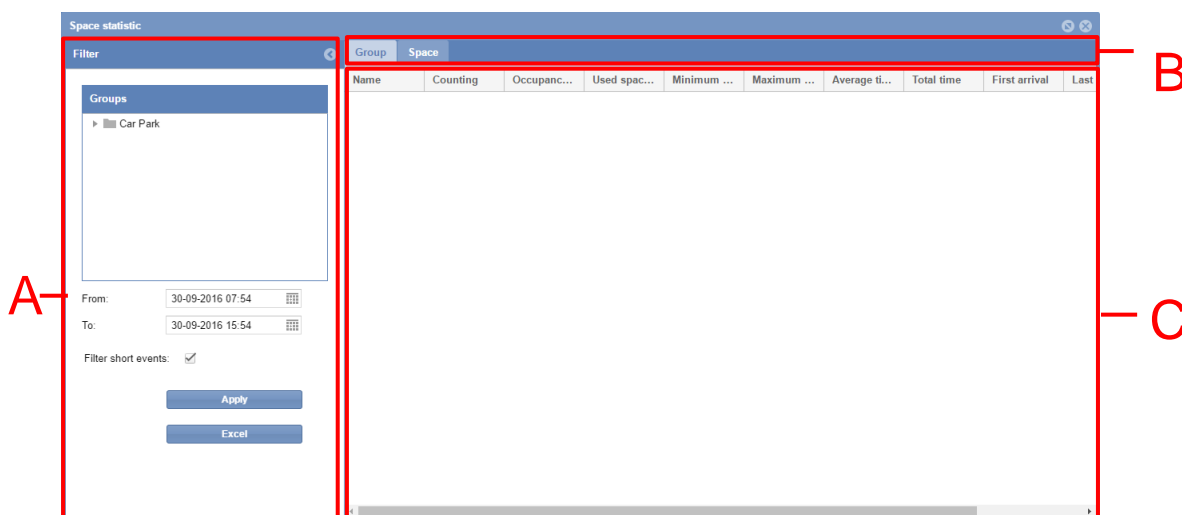 Space statistic
Filter
Group Space
B
Name Counting Occupanc... Used spac... Minimum ... Maximum ... Average ti... Total time First arrival Last
Groups
Car Park
A
From: 30-09-2016 07:54
To: 30-09-2016 15:54
C
Filter short events:
Apply
Excel